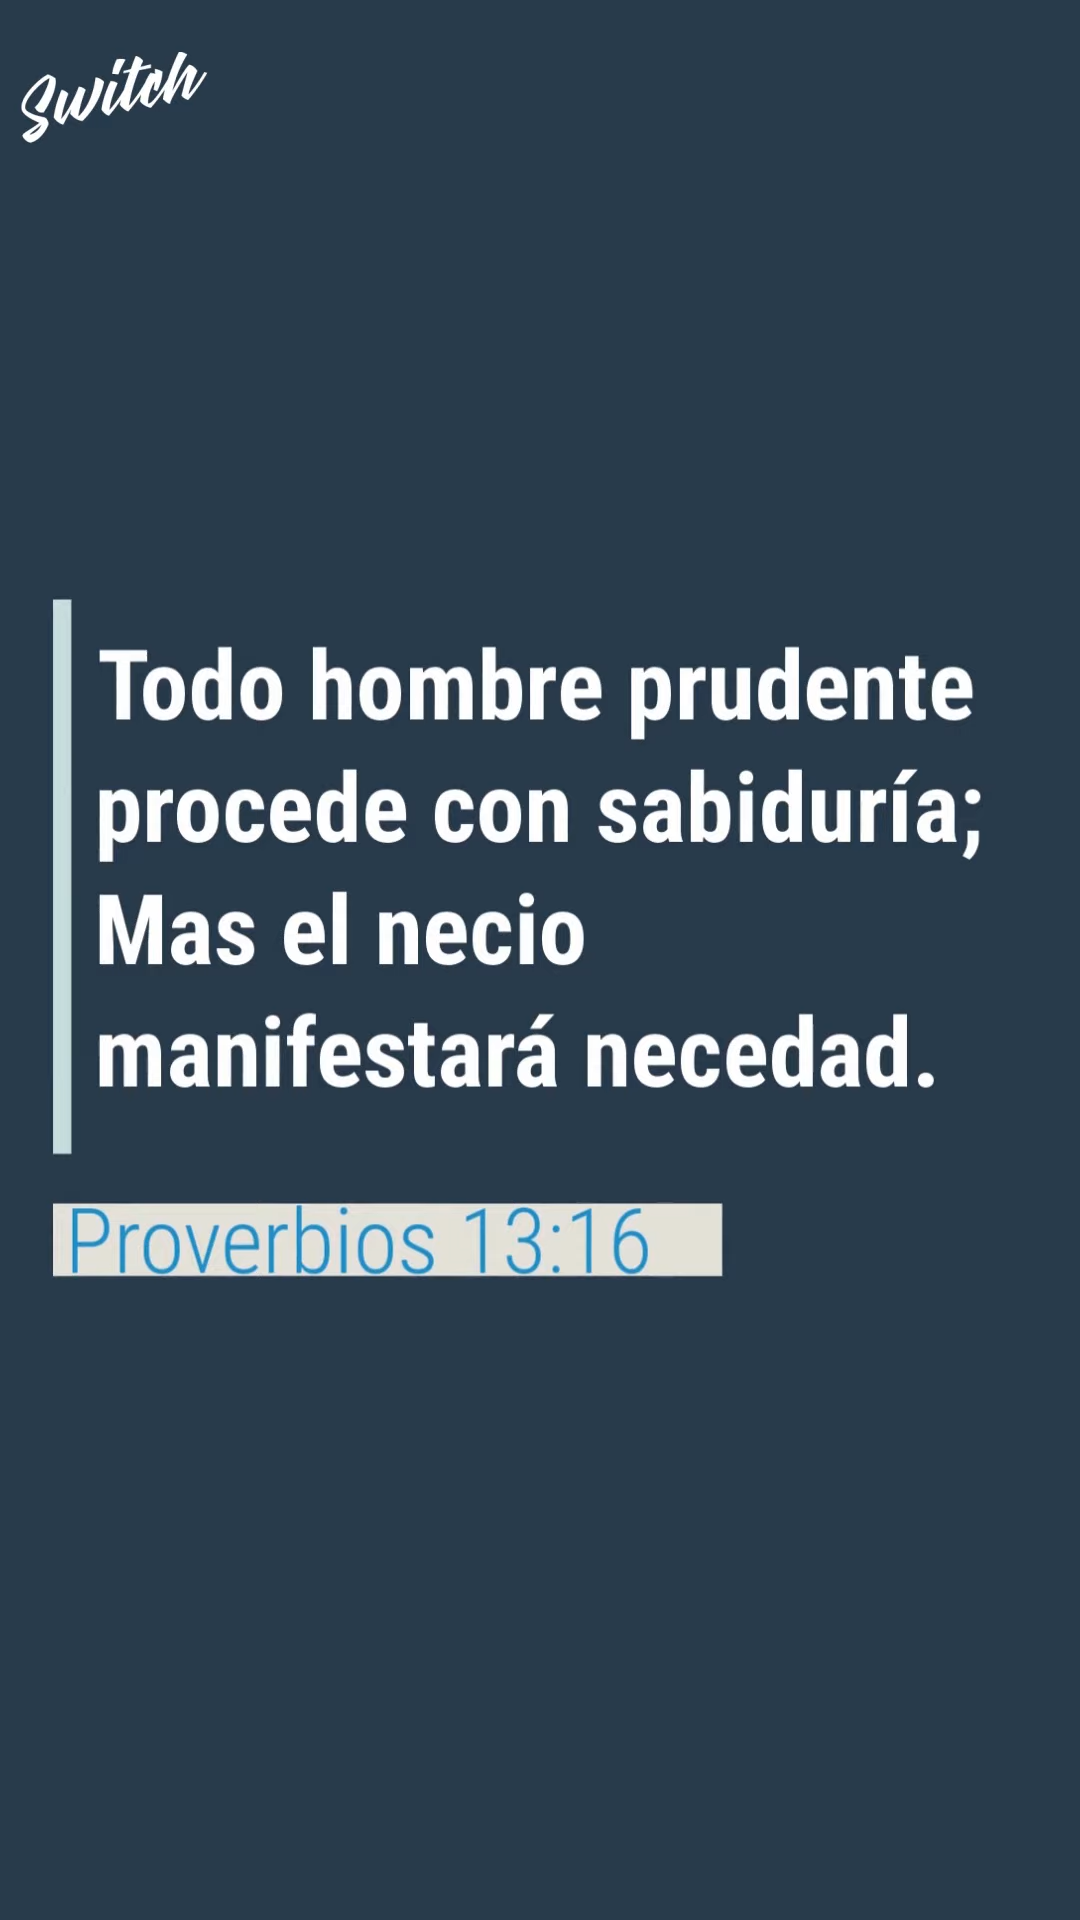 Switch
Todo hombre prudente
procede con sabiduría;
Mas el necio
manifestará necedad.
Proverbios 13:16